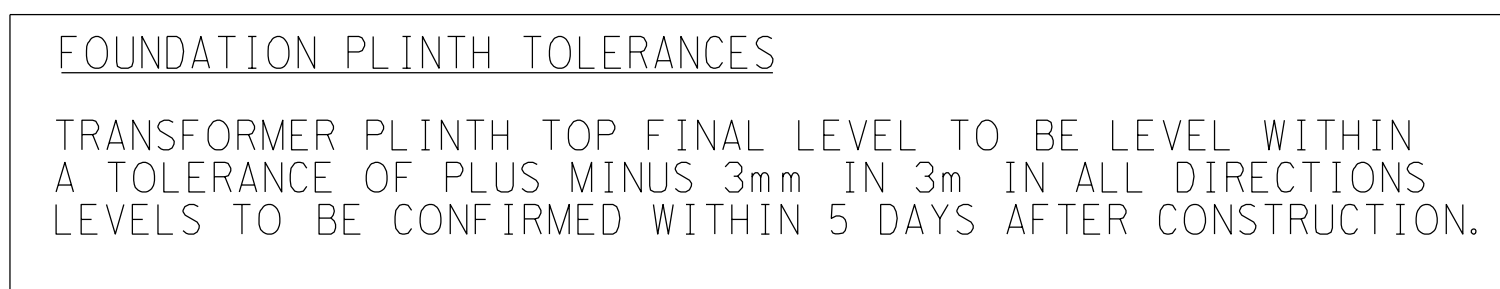 FOUNDATION PLINTH TOLERANCES
TRANSFORMER PLINTH TOP FINAL LEVEL TO BE LEVEL WITHIN
A TOLERANCE OF PLUS MINUS 3mm IN 3m IN ALL DIRECTIONS
LEVELS TO BE CONFIRMED WITHIN 5 DAYS AFTER CONSTRUCTION.